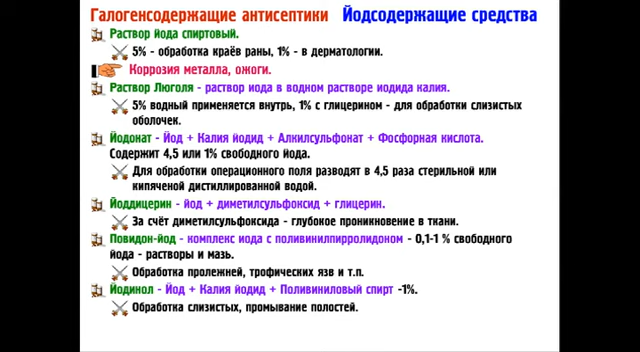 Галогенсодержащие антисептики Йодсодержащие средства
Раствор йода спиртовый.
5% - обработка краёв раны, 1% - в дерматологии.
Коррозия металла, ожоги.
Раствор Люголя - раствор иода в водном растворе иодида калия.
5% водный применяется внутрь, 1% с глицерином - для обработки слизистых
оболочек.
Йодонат - Йод + Калия йодид + Алкилсульфонат + Фосфорная кислота.
Содержит 4,5 или 1% свободного йода.
Для обработки операционного поля разводят в 4,5 раза стерильной или
кипяченой дистиллированной водой.
Йоддицерин - йод + диметилсульфоксид + глицерин.
За счёт диметилсульфоксида - глубокое проникновение в ткани.
Повидон-йод - комплекс иода с поливинилпирролидоном - 0,1-1 % свободного
йода - растворы и мазь.
Обработка пролежней, трофических язв и т.п.
Йодинол - Йод + Калия йодид + Поливиниловый спирт -1%.
Обработка слизистых, промывание полостей.